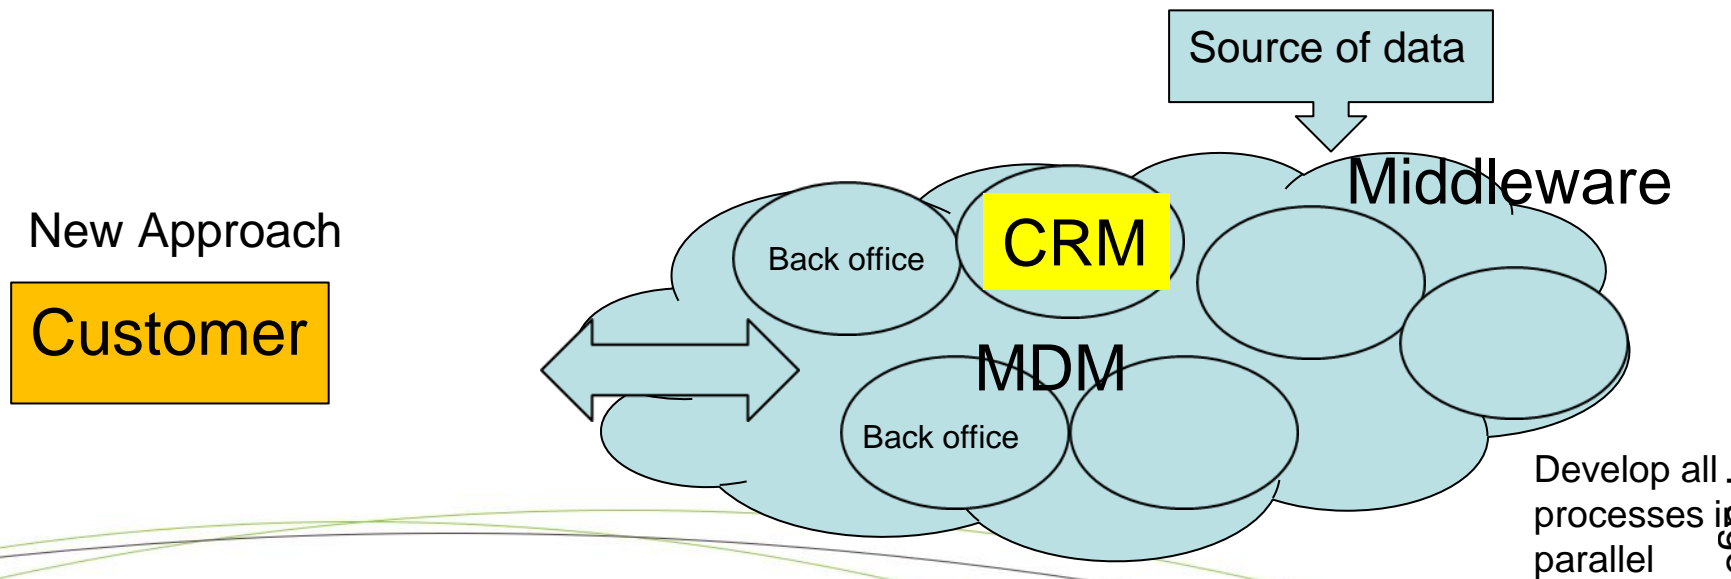 Source of data
Middleware
New Approach
CRM
Back office
Customer
MDM
Back office
Develop all
processes in
parallel